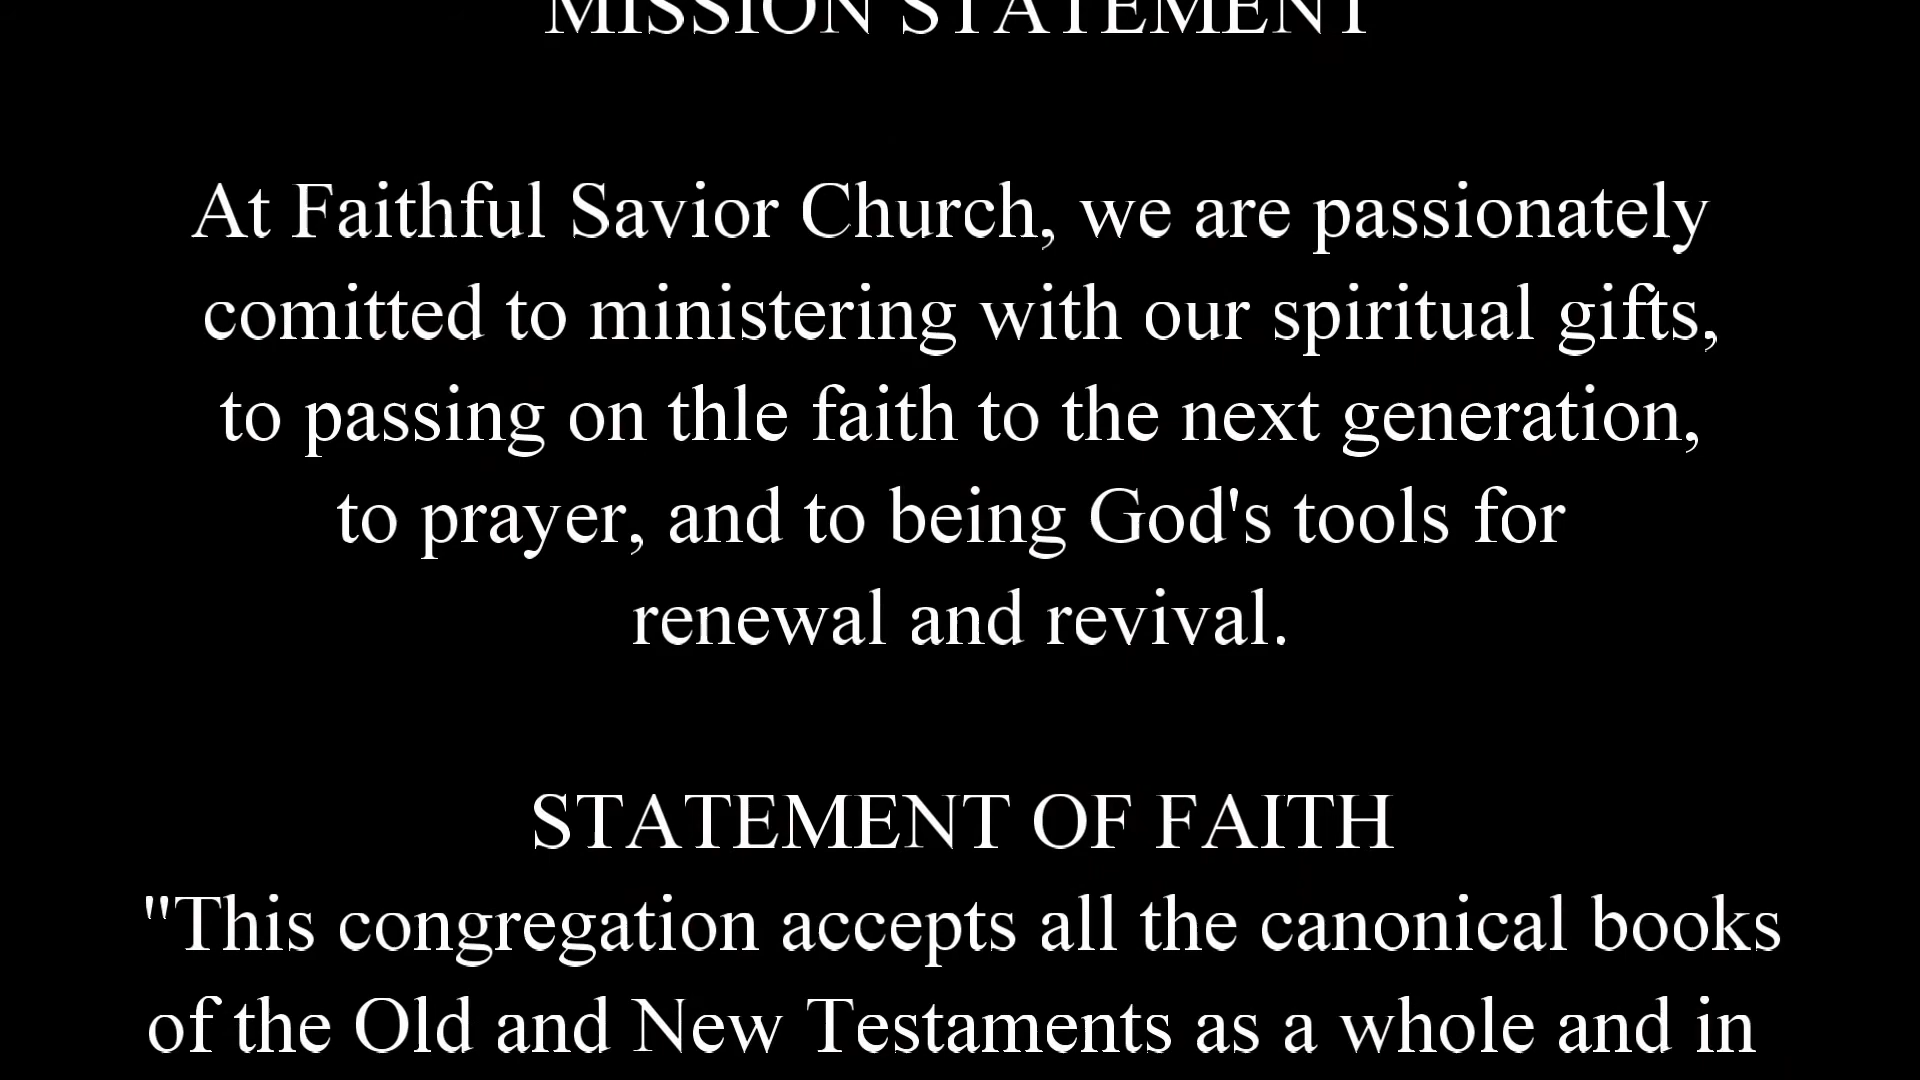 MISSION STATEMENT
At Faithful Savior Church, we are passionately
comitted to ministering with our spiritual gifts,
to passing on thle faith to the next generation,
to prayer, and to being God's tools for
renewal and revival.
STATEMENT OF FAITH
"This congregation accepts all the canonical books
of the Old and New Testaments as a whole and in